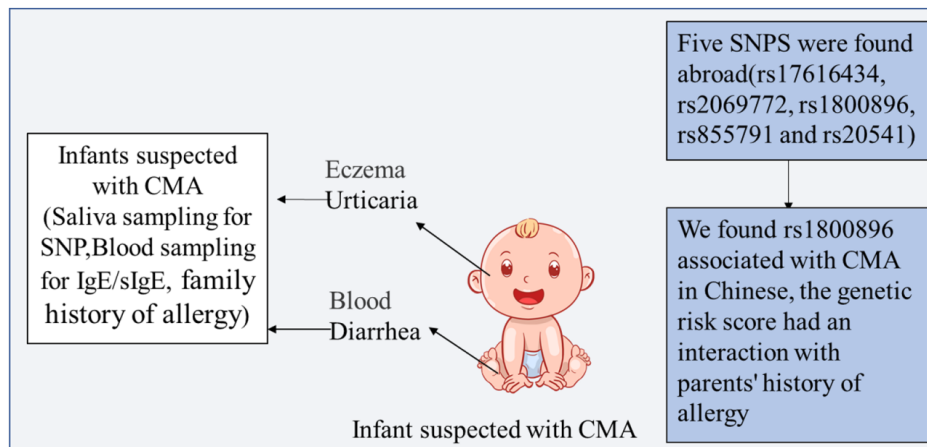 Five SNPS were found
abroad(rs17616434,
rs2069772, rs1800896,
rs855791 and rs20541)
Infants suspected
with CMA
(Saliva sampling for
SNP,Blood sampling
for IgE/sIgE, family
history of allergy)
Eczema
Urticaria
Blood
Diarrhea
Infant suspected with CMA
We found rs1800896
associated with CMA
in Chinese, the genetic
risk score had an
interaction with
parents' history of
allergy